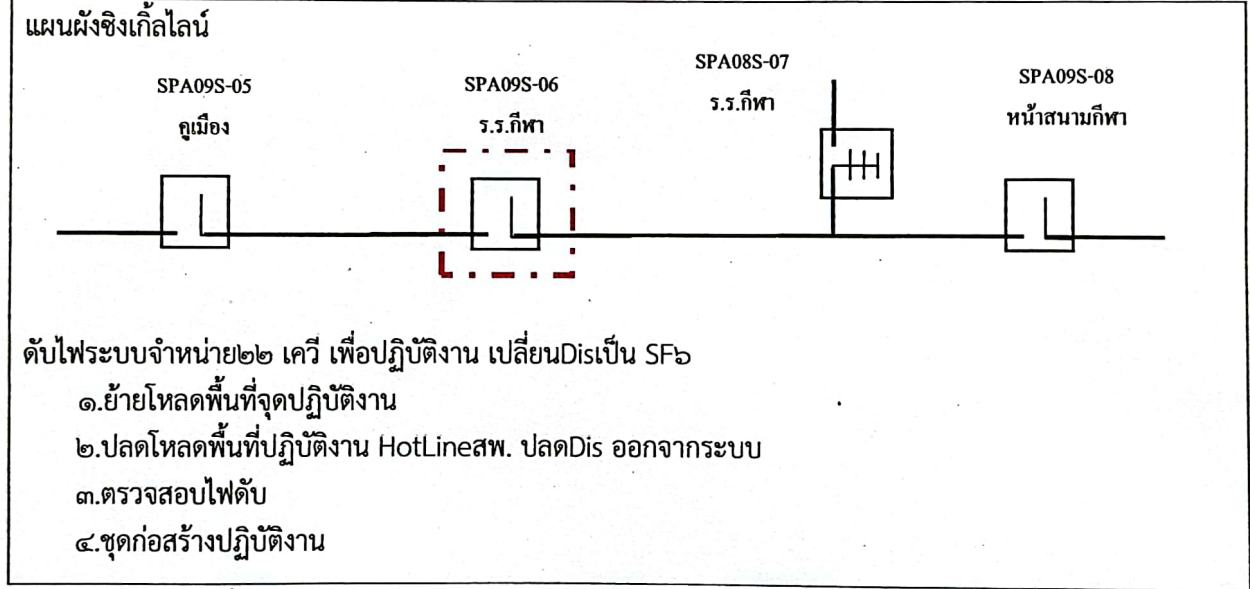 แผนผังซิงเกิ้ลไลน์
SPA09S-05
คูเมือง
SPA09S-06
ร.ร.กีฬา
SPA08S-07
ร.ร.กีฬา
SPA09S-08
หน้าสนามกีฬา
ดับไฟระบบจำหน่าย๒๒ เควี เพื่อปฏิบัติงาน เปลี่ยนDisเป็น SF๖
๑.ย้ายโหลดพื้นที่จุดปฏิบัติงาน
๒.ปลดโหลดพื้นที่ปฏิบัติงาน HotLineสพ. ปลดDis ออกจากระบบ
๓.ตรวจสอบไฟดับ
๔.ชุดก่อสร้างปฏิบัติงาน